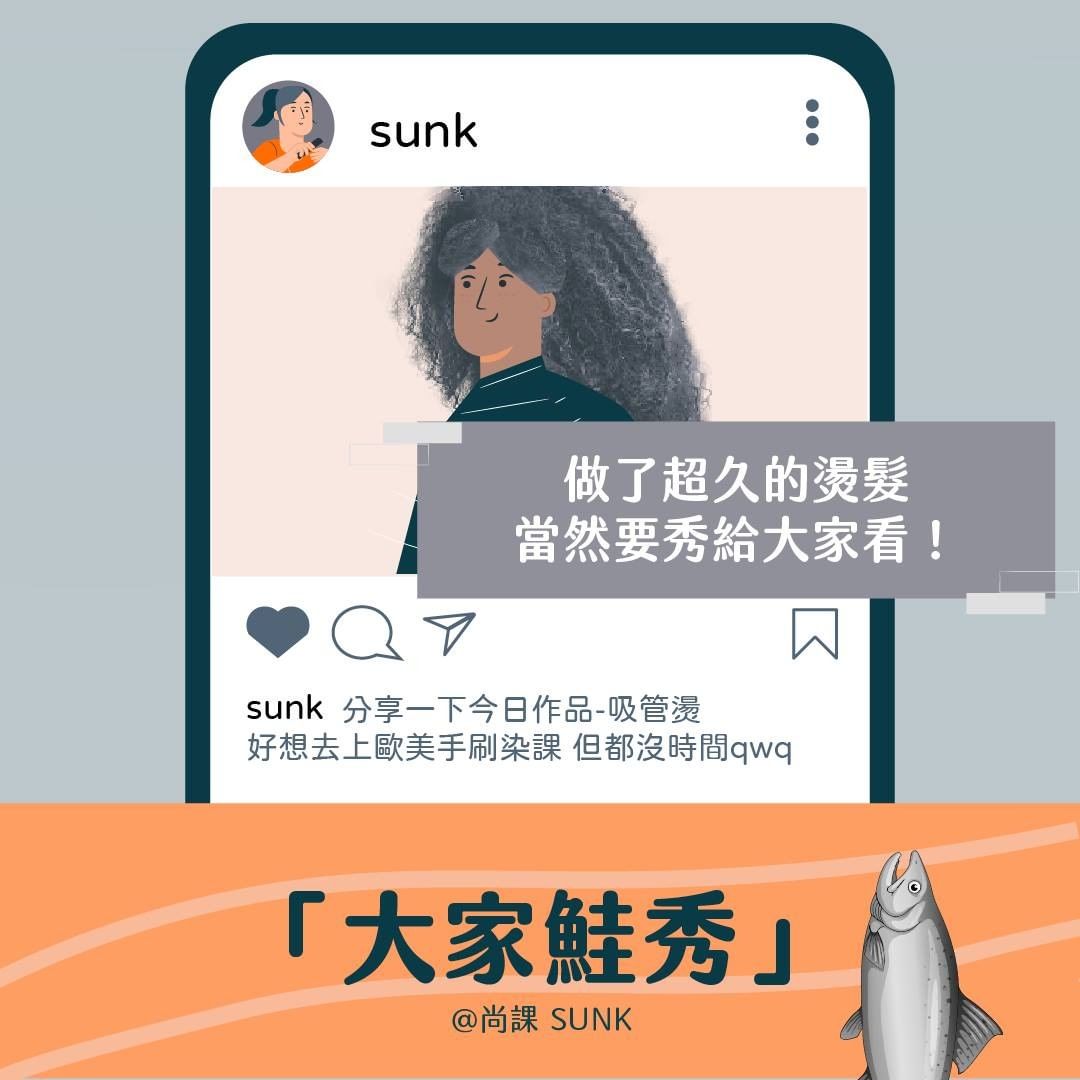 sunk
做了超久的燙髮
當然要秀給大家看！
sunk 分享一下今日作品-吸管燙
好想去上歐美手刷染課 但都沒時間qwq
「大家鮭秀」
@尚課 SUNK